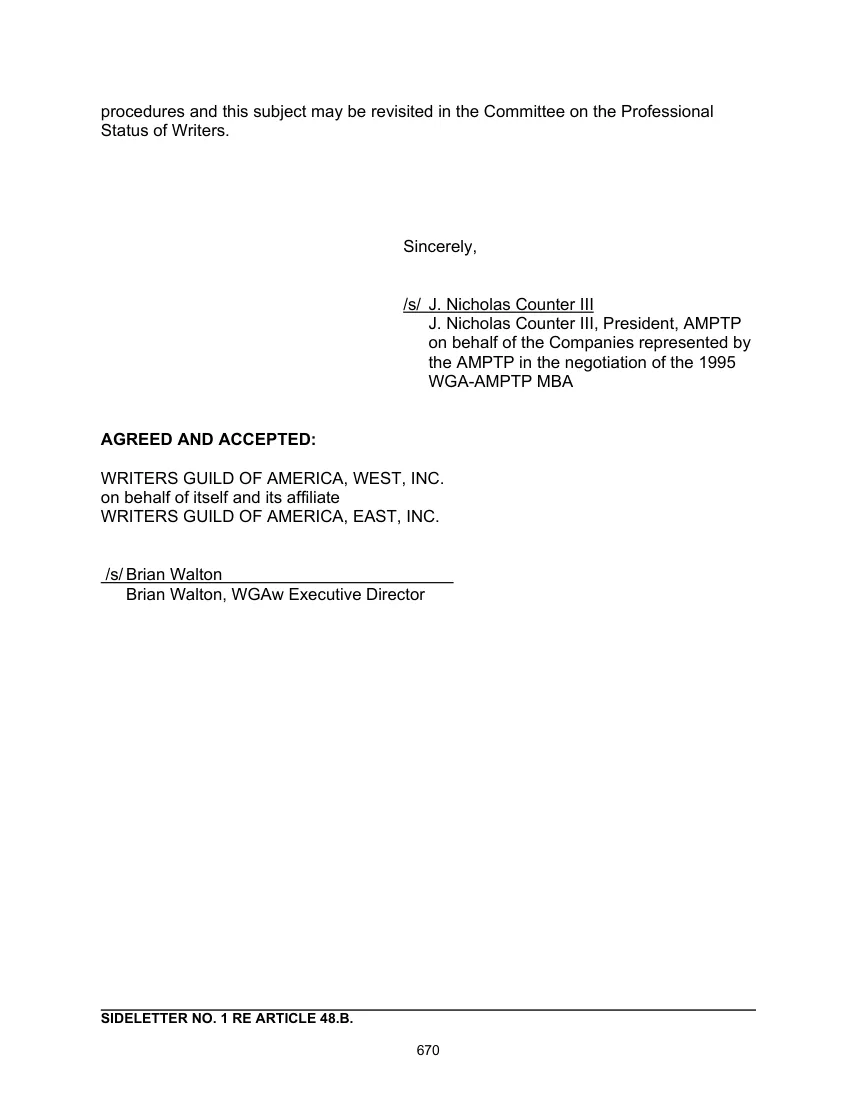 procedures and this subject may be revisited in the Committee on the Professional
Status of Writers.
Sincerely,
/s/ J. Nicholas Counter III
J. Nicholas Counter III, President, AMPTP
on behalf of the Companies represented by
the AMPTP in the negotiation of the 1995
WGA-AMPTP MBA
AGREED AND ACCEPTED:
WRITERS GUILD OF AMERICA, WEST, INC.
on behalf of itself and its affiliate
WRITERS GUILD OF AMERICA, EAST, INC.
/s/ Brian Walton
Brian Walton, WGAw Executive Director
SIDELETTER NO. 1 RE ARTICLE 48.B.
670